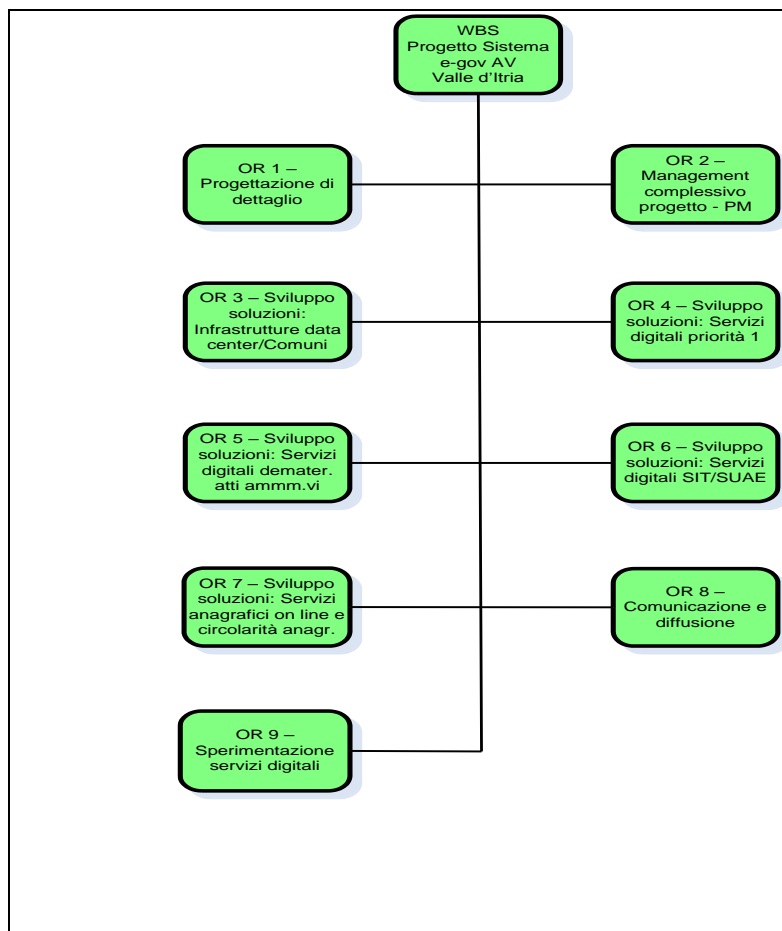 WBS
Progetto Sistema
e-gov AV
Valle d'Itria
OR 1 –
Progettazione di
dettaglio
OR 2 –
Management
complessivo
progetto - PM
OR 3 – Sviluppo
soluzioni:
Infrastrutture data
center/Comuni
OR 4 – Sviluppo
soluzioni: Servizi
digitali priorità 1
OR 5 – Sviluppo
soluzioni: Servizi
digitali demater.
atti ammm.vi
OR 6 – Sviluppo
soluzioni: Servizi
digitali SIT/SUAE
OR 7 – Sviluppo
soluzioni: Servizi
anagrafici on line e
circolarità anagr.
OR 8 –
Comunicazione e
diffusione
OR 9 –
Sperimentazione
servizi digitali